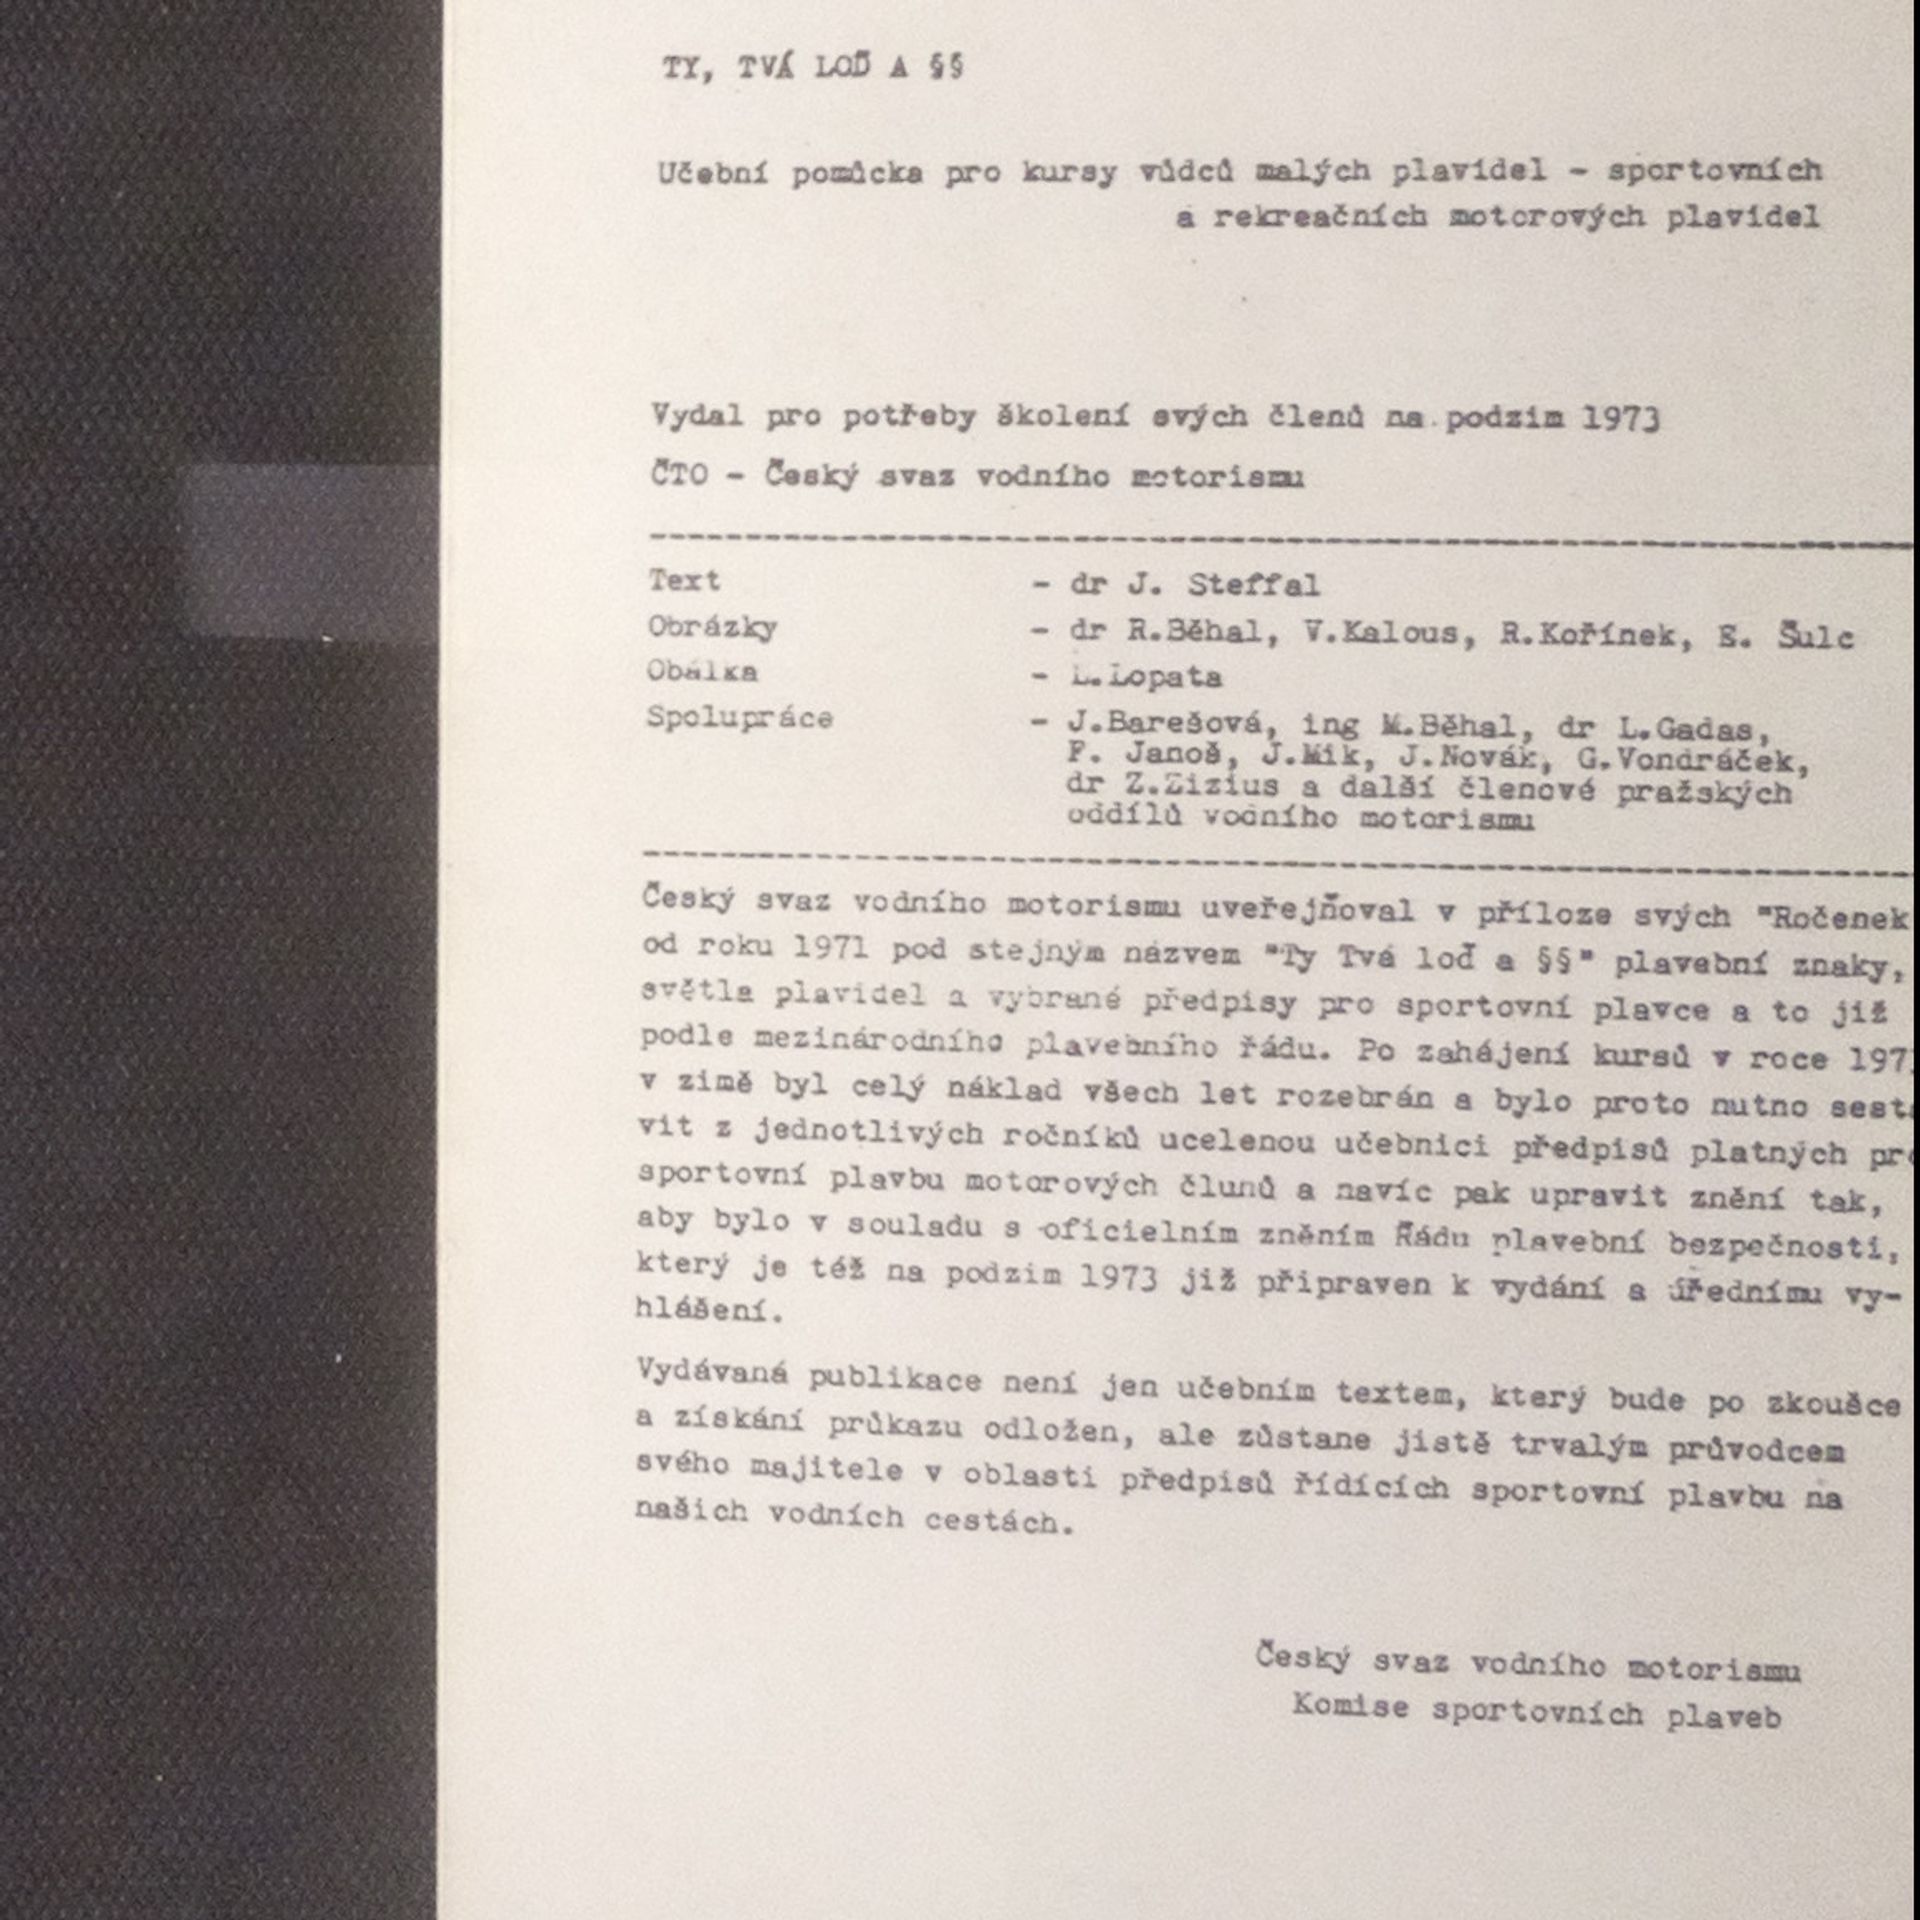 TY, TVÁ LOĎ A §§
Učební pomůcka pro kursy vůdců malých plavidel - sportovních
a rekreačních motorových plavidel
Vydal pro potřeby školení svých členů na podzim 1973
ČTO - Český svaz vodního motorismu
Text - dr J. Steffal
Obrázky - dr R.Běhal, V.Kalous, R.Kořínek, E. Šulc
Obálka - L.Lopata
Spolupráce - J.Barešová, ing M.Běhal, dr L.Gadas,
F. Janoš, J.Mik, J.Novák, G.Vondráček,
dr Z.Zizius a další členové pražských
oddílů vodního motorismu
Český svaz vodního motorismu uveřejňoval v příloze svých "Ročenek
od roku 1971 pod stejným názvem "Ty Tvá loď a §§" plavební znaky,
světla plavidel a vybrané předpisy pro sportovní plavce a to již
podle mezinárodního plavebního řádu. Po zahájení kursů v roce 197
v zimě byl celý náklad všech let rozebrán a bylo proto nutno sest
vit z jednotlivých ročníků ucelenou učebnici předpisů platných pr
sportovní plavbu motorových člunů a navíc pak upravit znění tak,
aby bylo v souladu s oficielním zněním Řádu plavební bezpečnosti,
který je též na podzim 1973 již připraven k vydání a úřednímu vy-
hlášení.
Vydávaná publikace není jen učebním textem, který bude po zkoušce
a získání průkazu odložen, ale zůstane jistě trvalým průvodcem
svého majitele v oblasti předpisů řídících sportovní plavbu na
našich vodních cestách.
Český svaz vodního motorismu
Komise sportovních plaveb